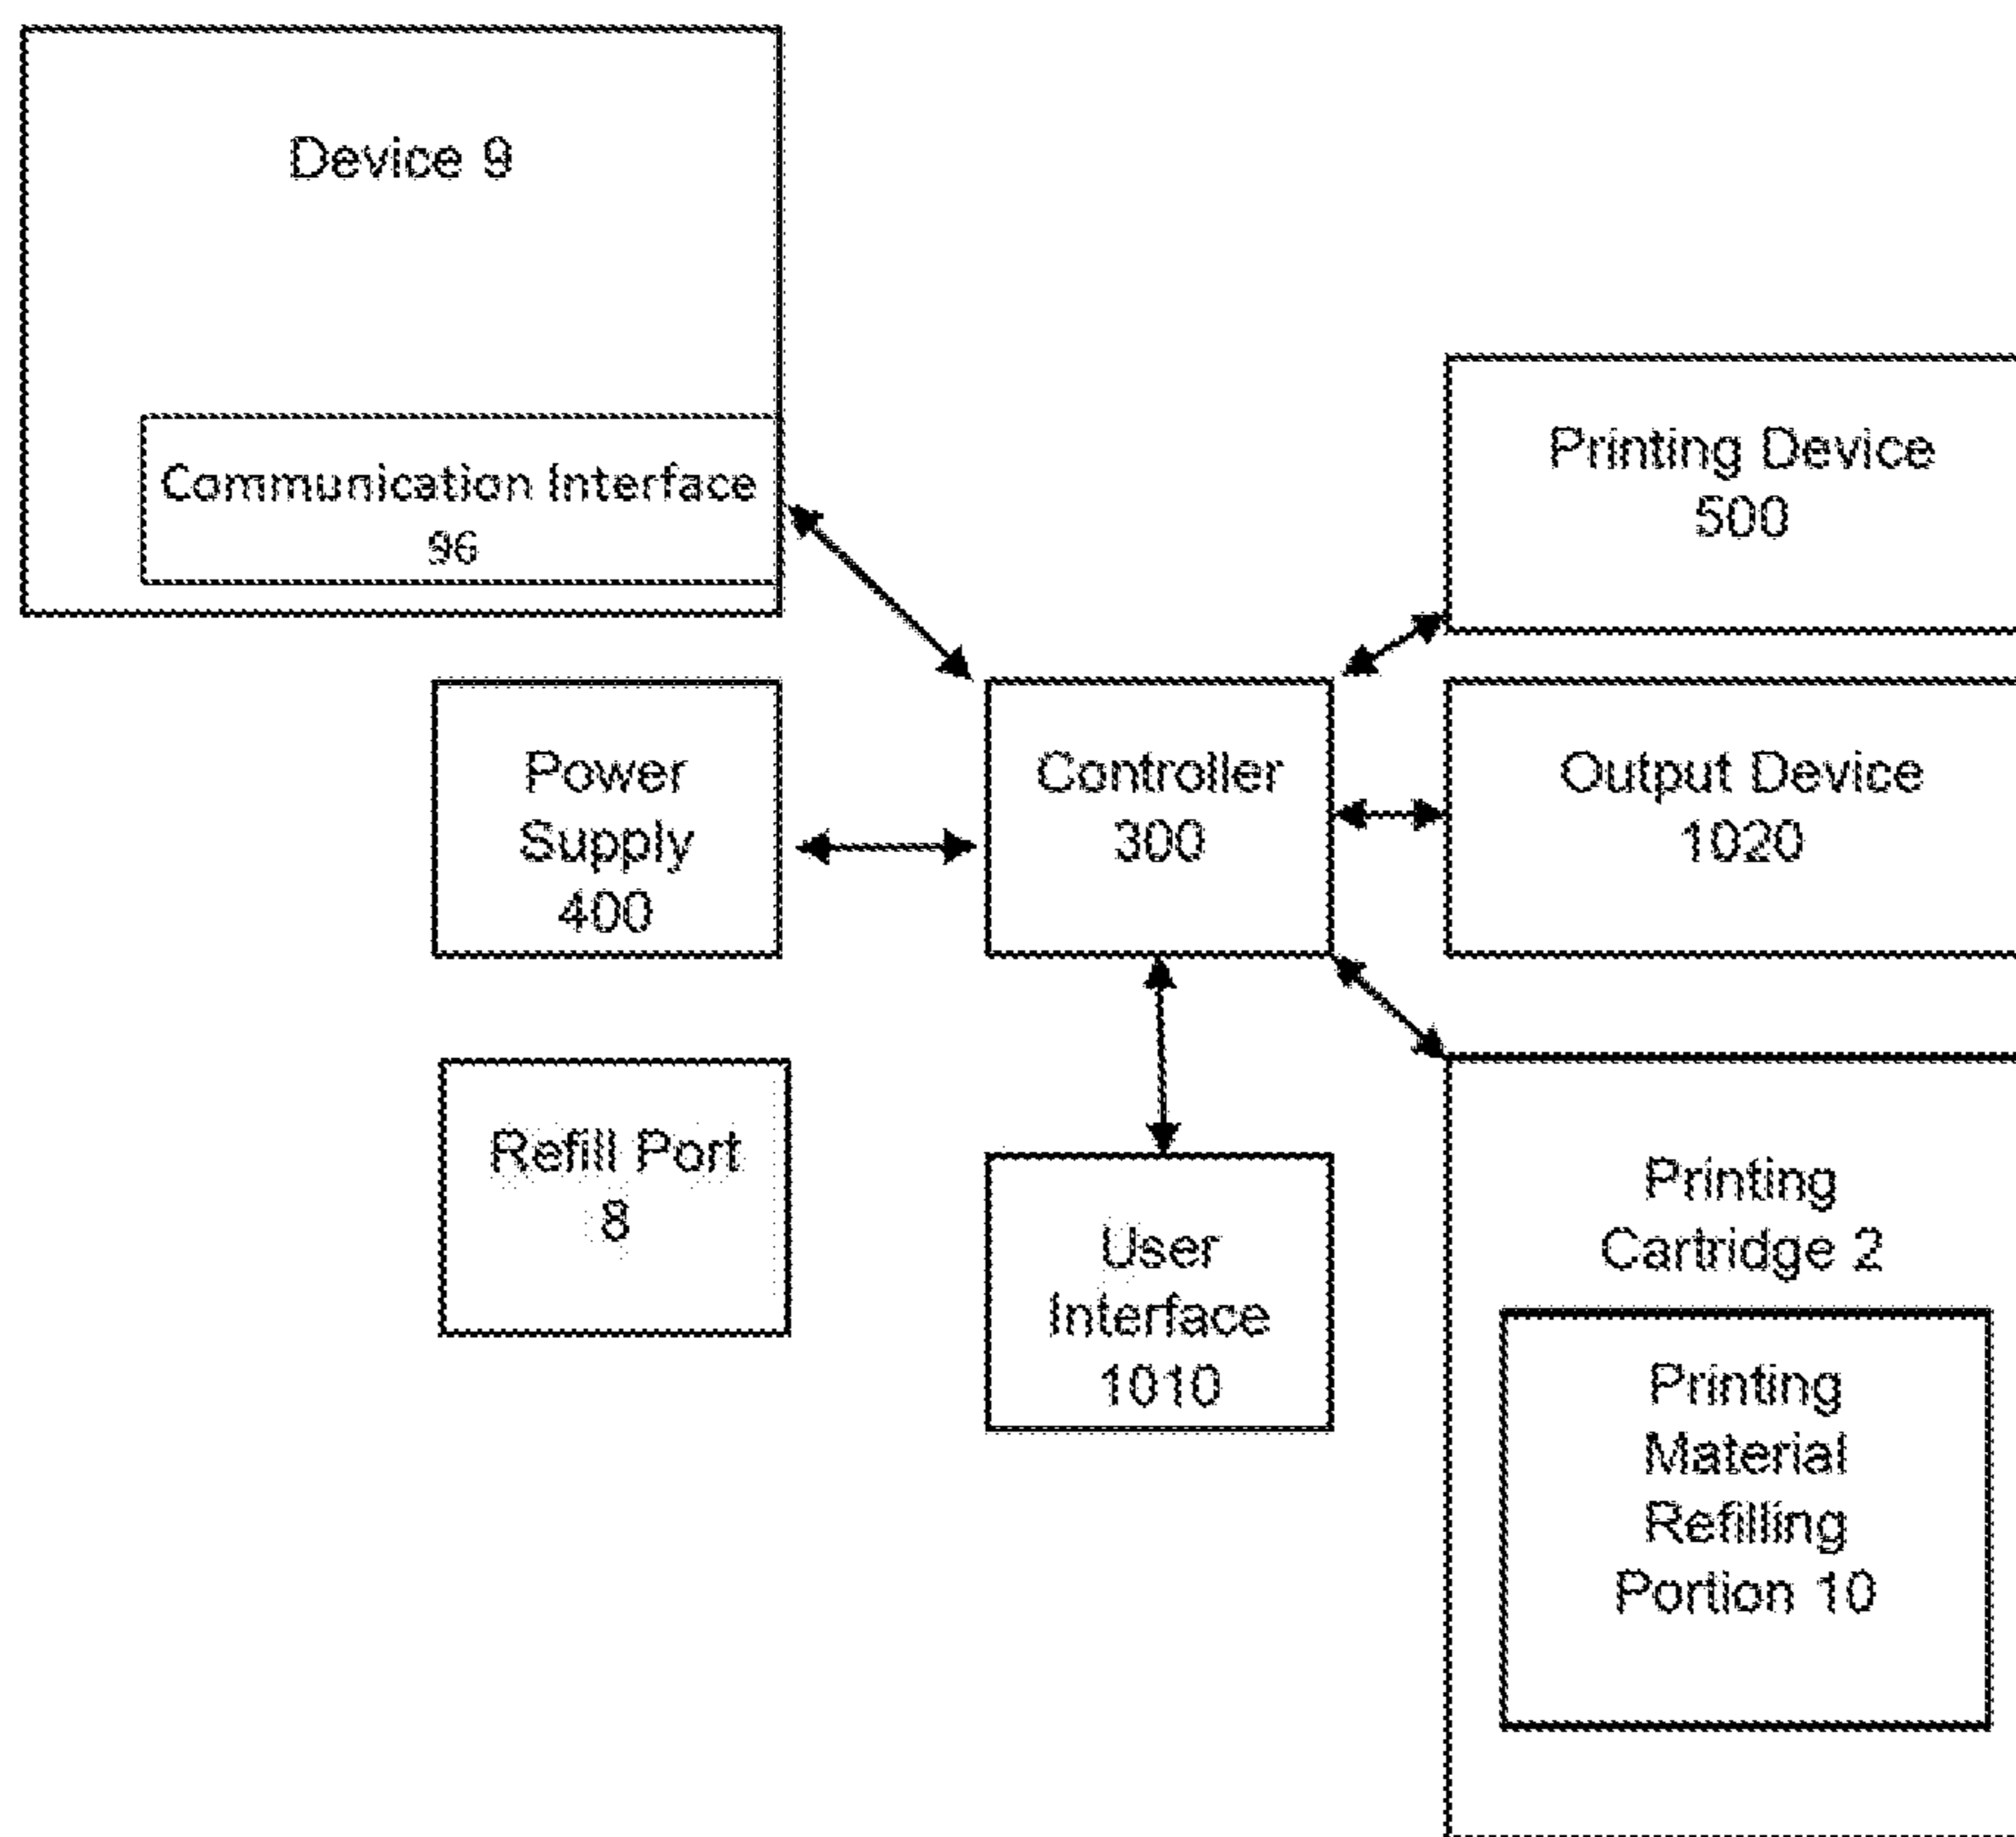 Device 9
Communication Interface
96
Printing Device
500
Power
Supply
400
Controller
300
Output Device
1020
Refill Port
8
User
Interface
1010
Printing
Cartridge 2
Printing
Material
Refilling
Portion 10